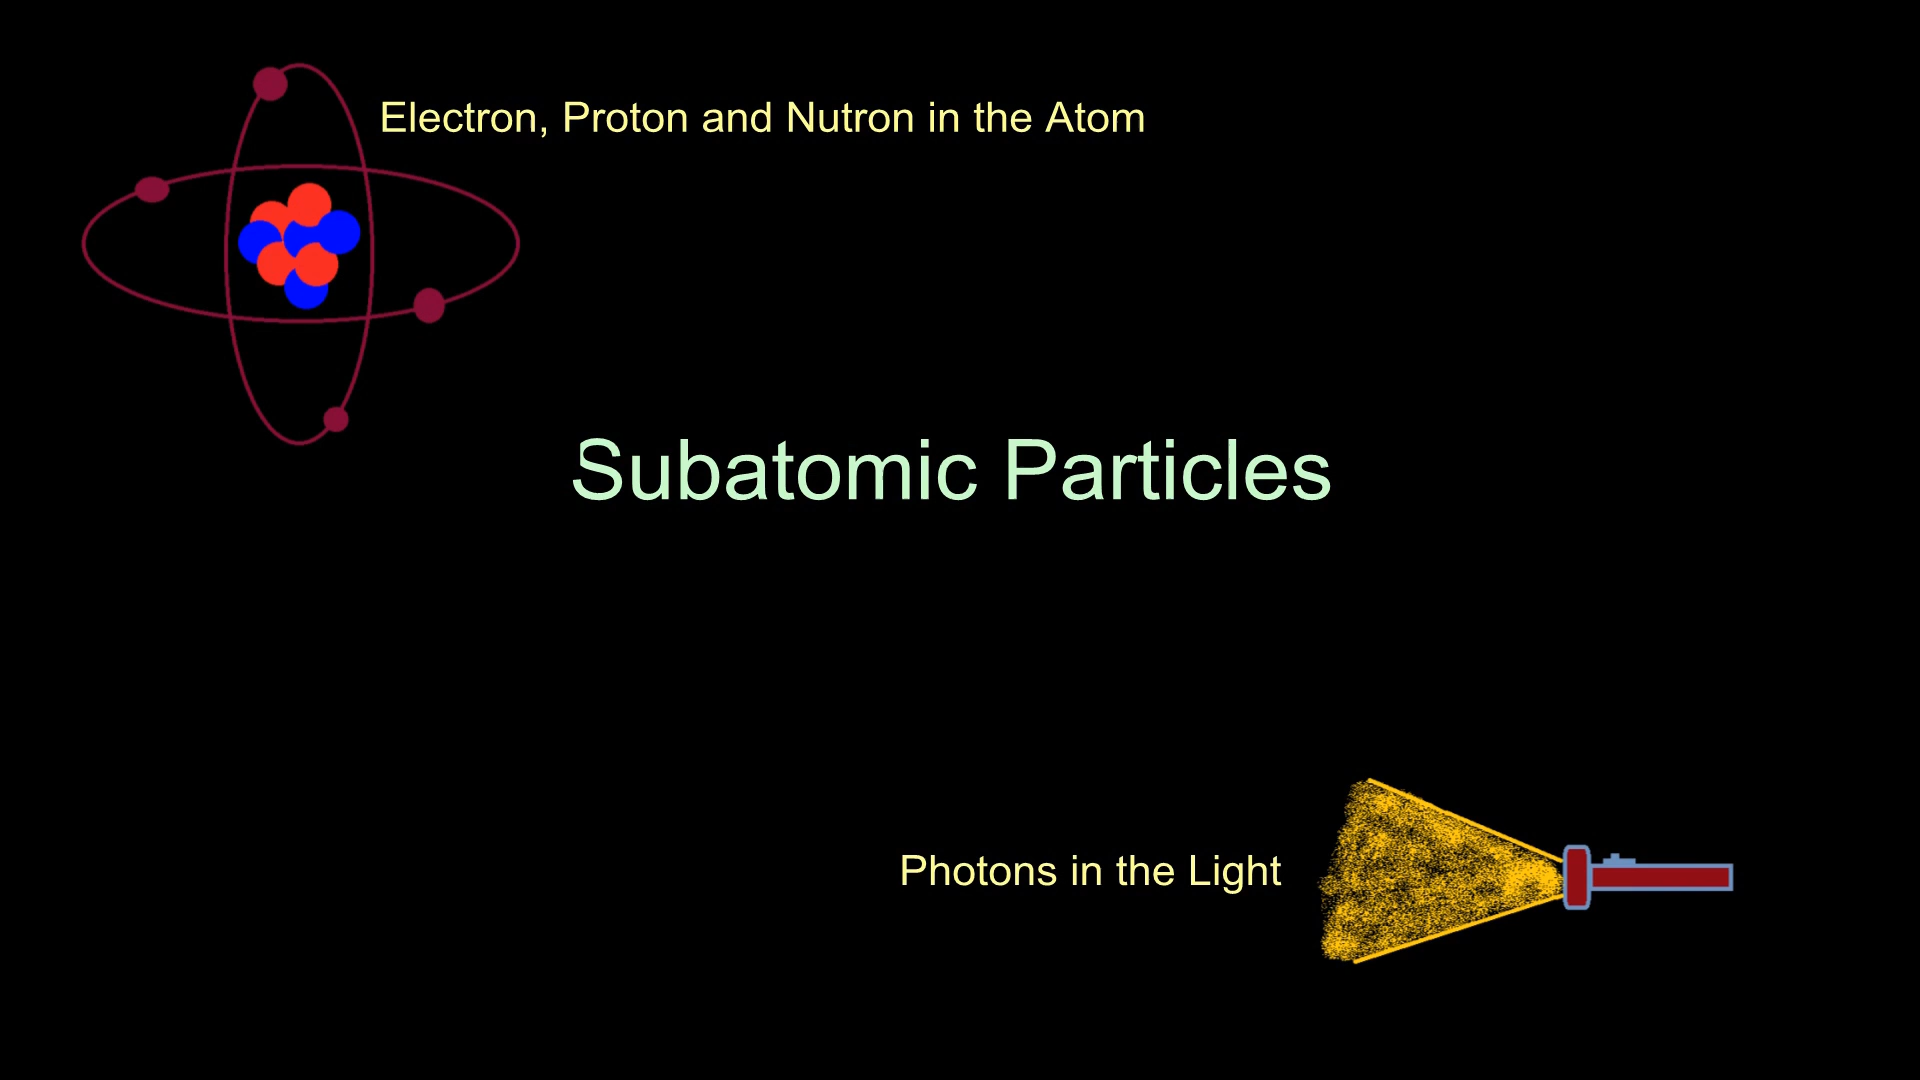 Electron, Proton and Nutron in the Atom
Subatomic Particles
Photons in the Light